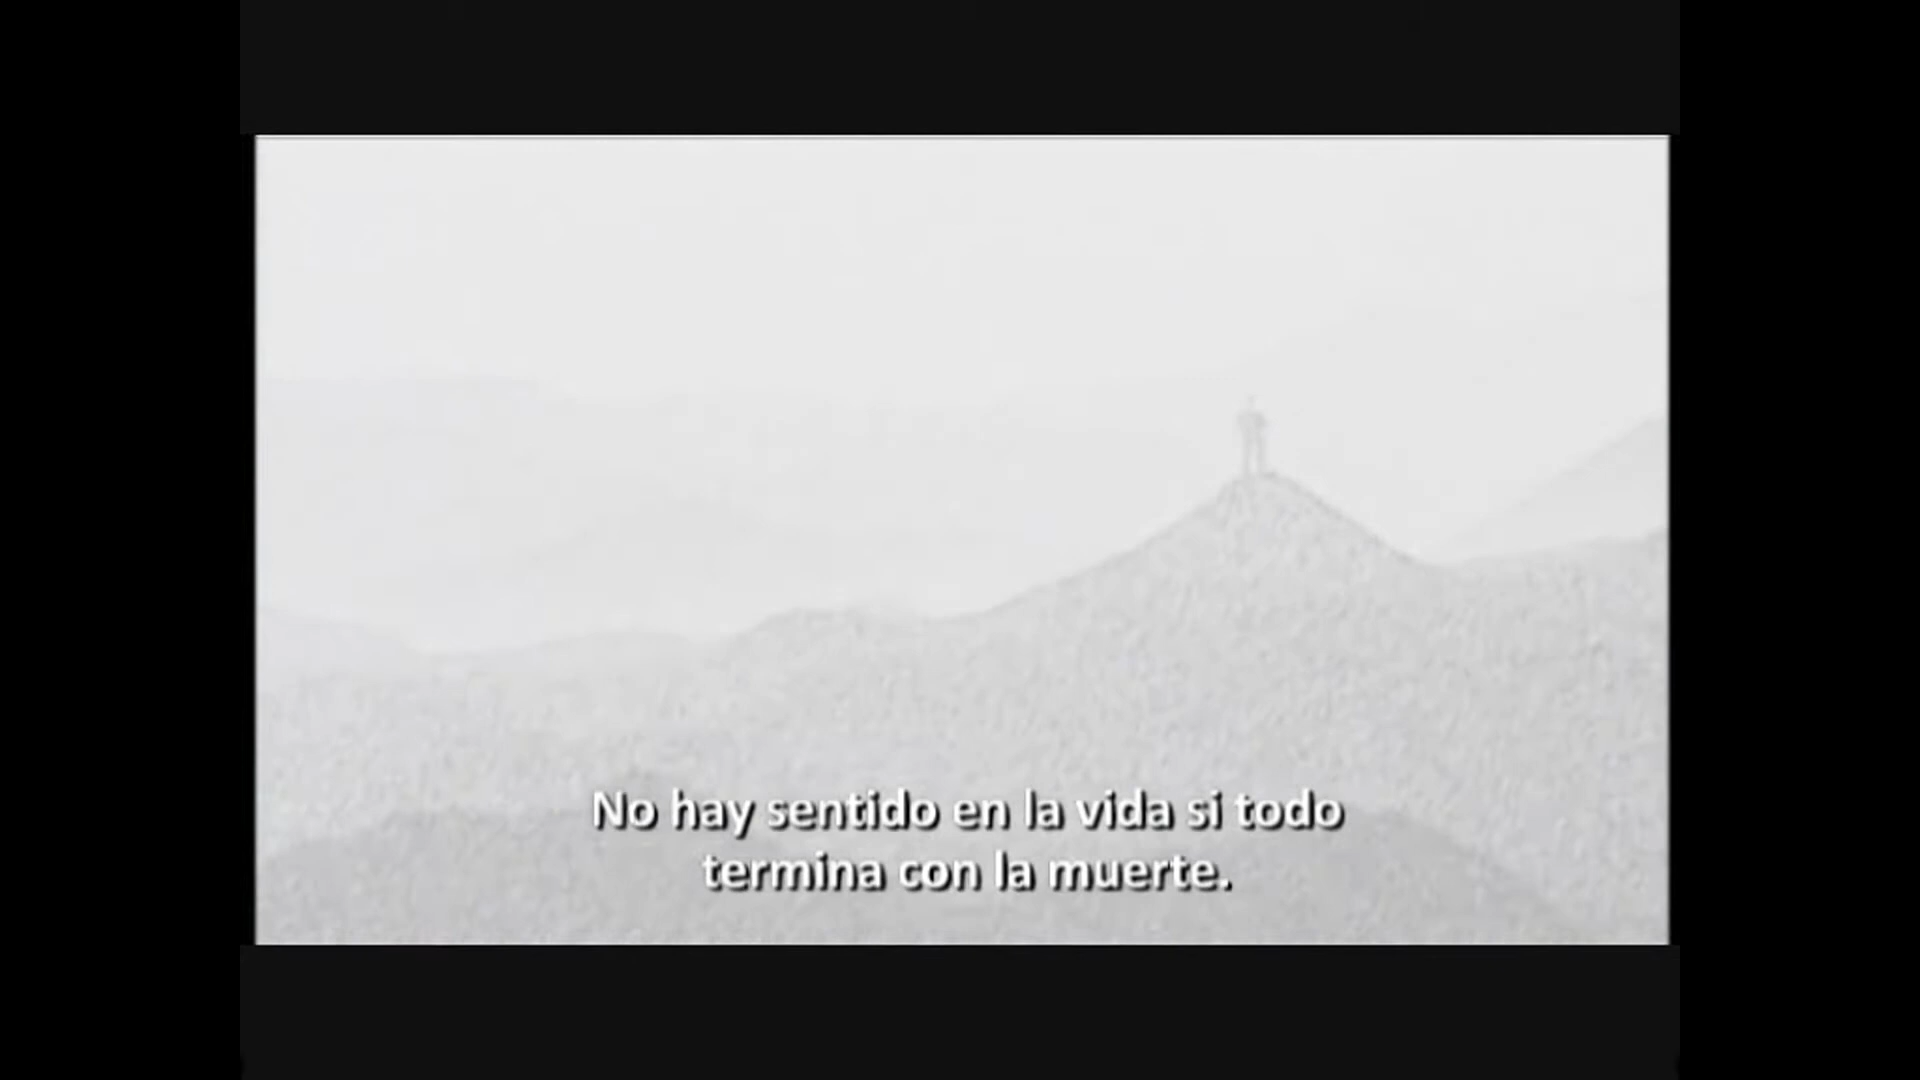 No hay sentido en la vida si todo
termina con la muerte.